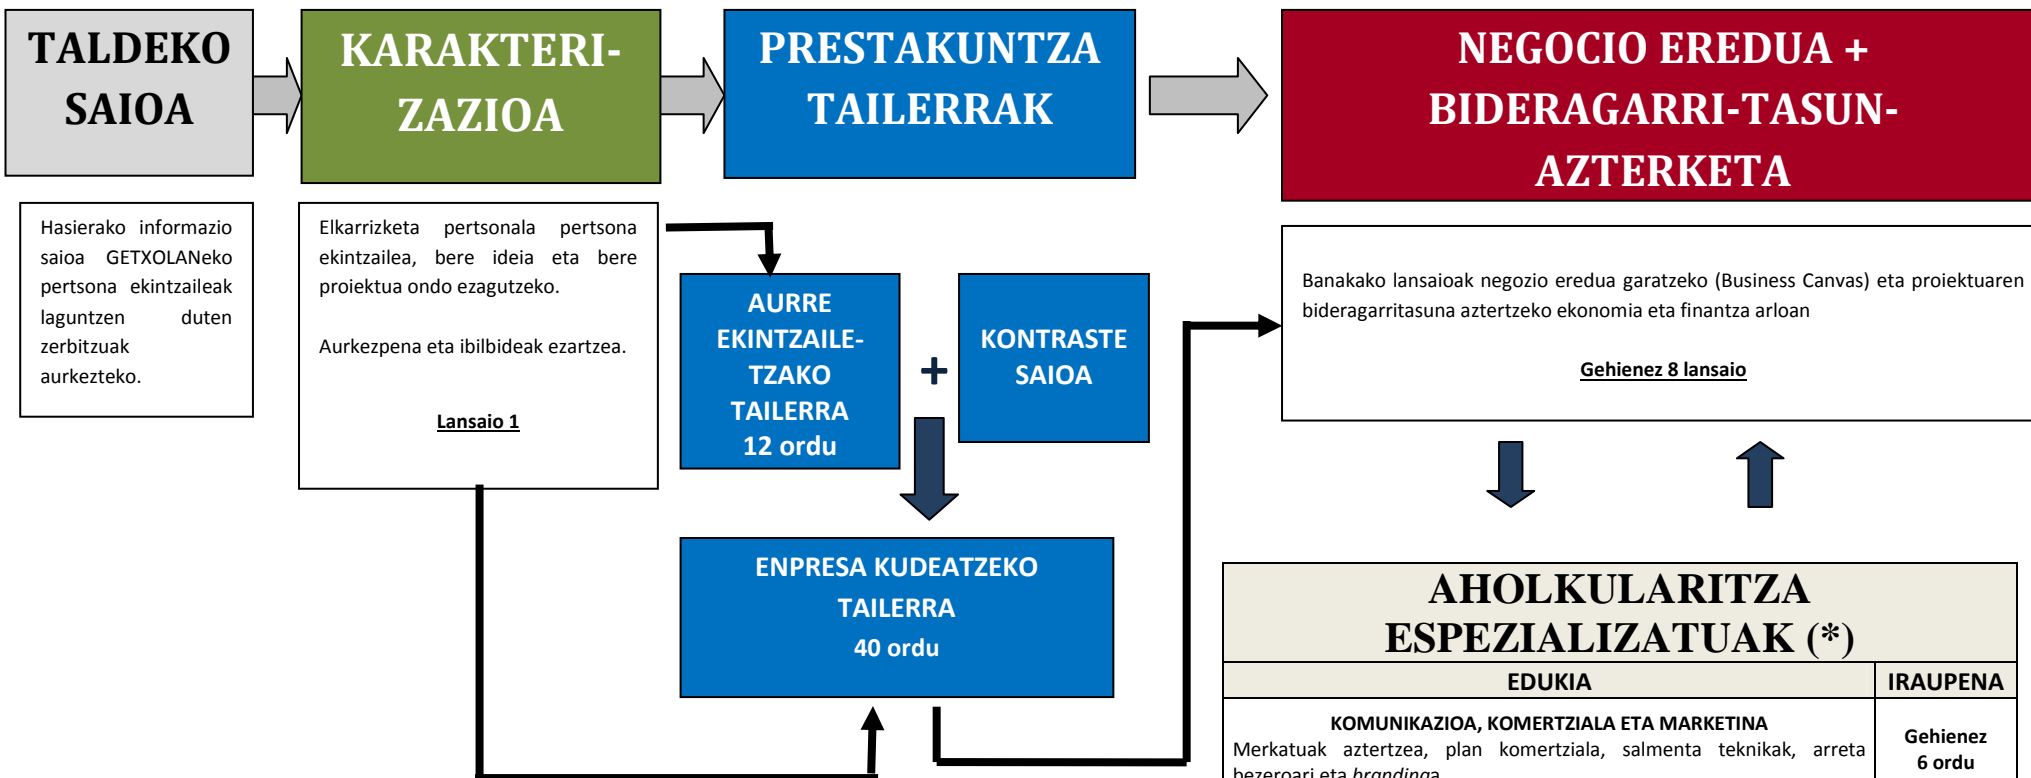 TALDEKO
SAIOA
KARAKTERI-
ZAZIOA
PRESTAKUNTZA
TAILERRAK
NEGOCIO EREDUA +
BIDERAGARRI-TASUN-
AZTERKETA
Hasierako informazio
saioa GETXOLANeko
pertsona ekintzaileak
laguntzen duten
zerbitzuak
aurkezteko.
Elkarrizketa pertsonala pertsona
ekintzailea, bere ideia eta bere
proiektua ondo ezagutzeko.
Aurkezpena eta ibilbideak ezartzea.
Lansaio 1
AURRE
EKINTZAILE-
TZAKO
TAILERRA
12 ordu
+
KONTRASTE
SAIOA
ENPRESA KUDEATZEKO
TAILERRA
40 ordu
Banakako lansaioak negozio eredua garatzeko (Business Canvas) eta proiektuaren
bideragarritasuna aztertzeko ekonomia eta finantza arloan
Gehienez 8 lansaio
AHOLKULARITZA
ESPEZIALIZATUAK (*)
EDUKIA
IRAUPENA
KOMUNIKAZIOA, KOMERTZIALA ETA MARKETINA
Merkatuak aztertzea, plan komertziala, salmenta teknikak, arreta
bezeroari eta brandinga
Gehienez
6 ordu